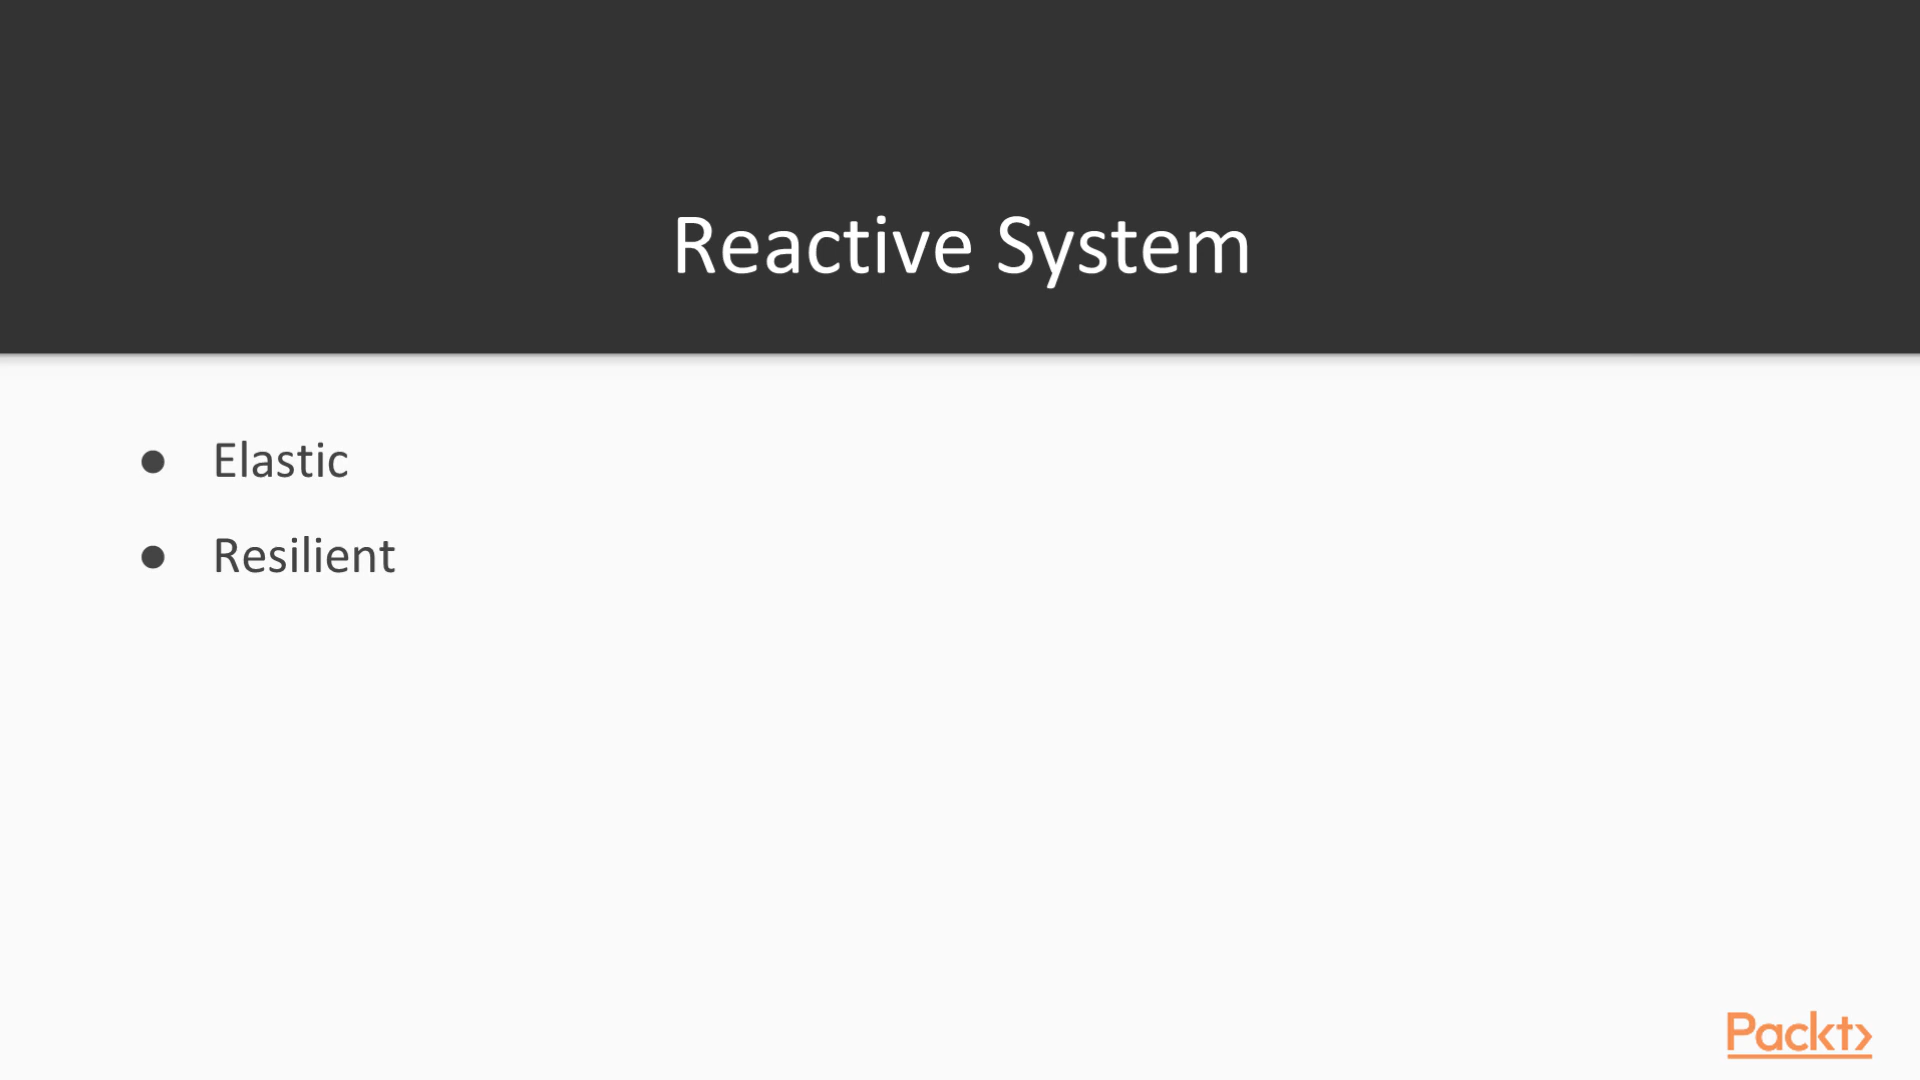 Reactive System
● Elastic
● Resilient
Packt>